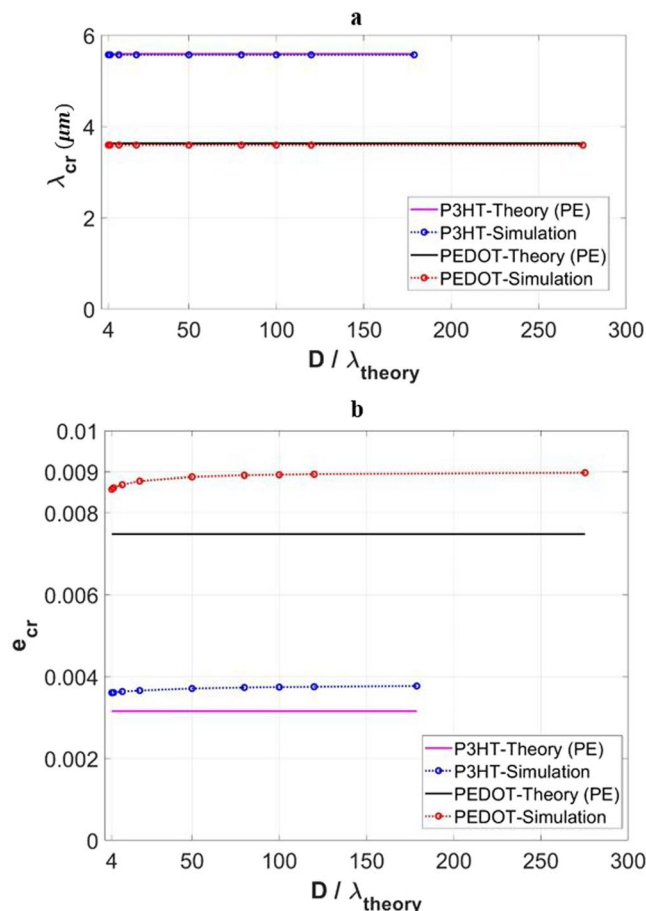 a
6
4
2
0
λcr (μm)
4 50 100 150 200 250 300
D / λtheory
P3HT-Theory (PE)
P3HT-Simulation
PEDOT-Theory (PE)
PEDOT-Simulation
b
0.01
0.009
0.008
0.006
0.004
0.002
0
ecr
4 50 100 150 200 250 300
D / λtheory
P3HT-Theory (PE)
P3HT-Simulation
PEDOT-Theory (PE)
PEDOT-Simulation